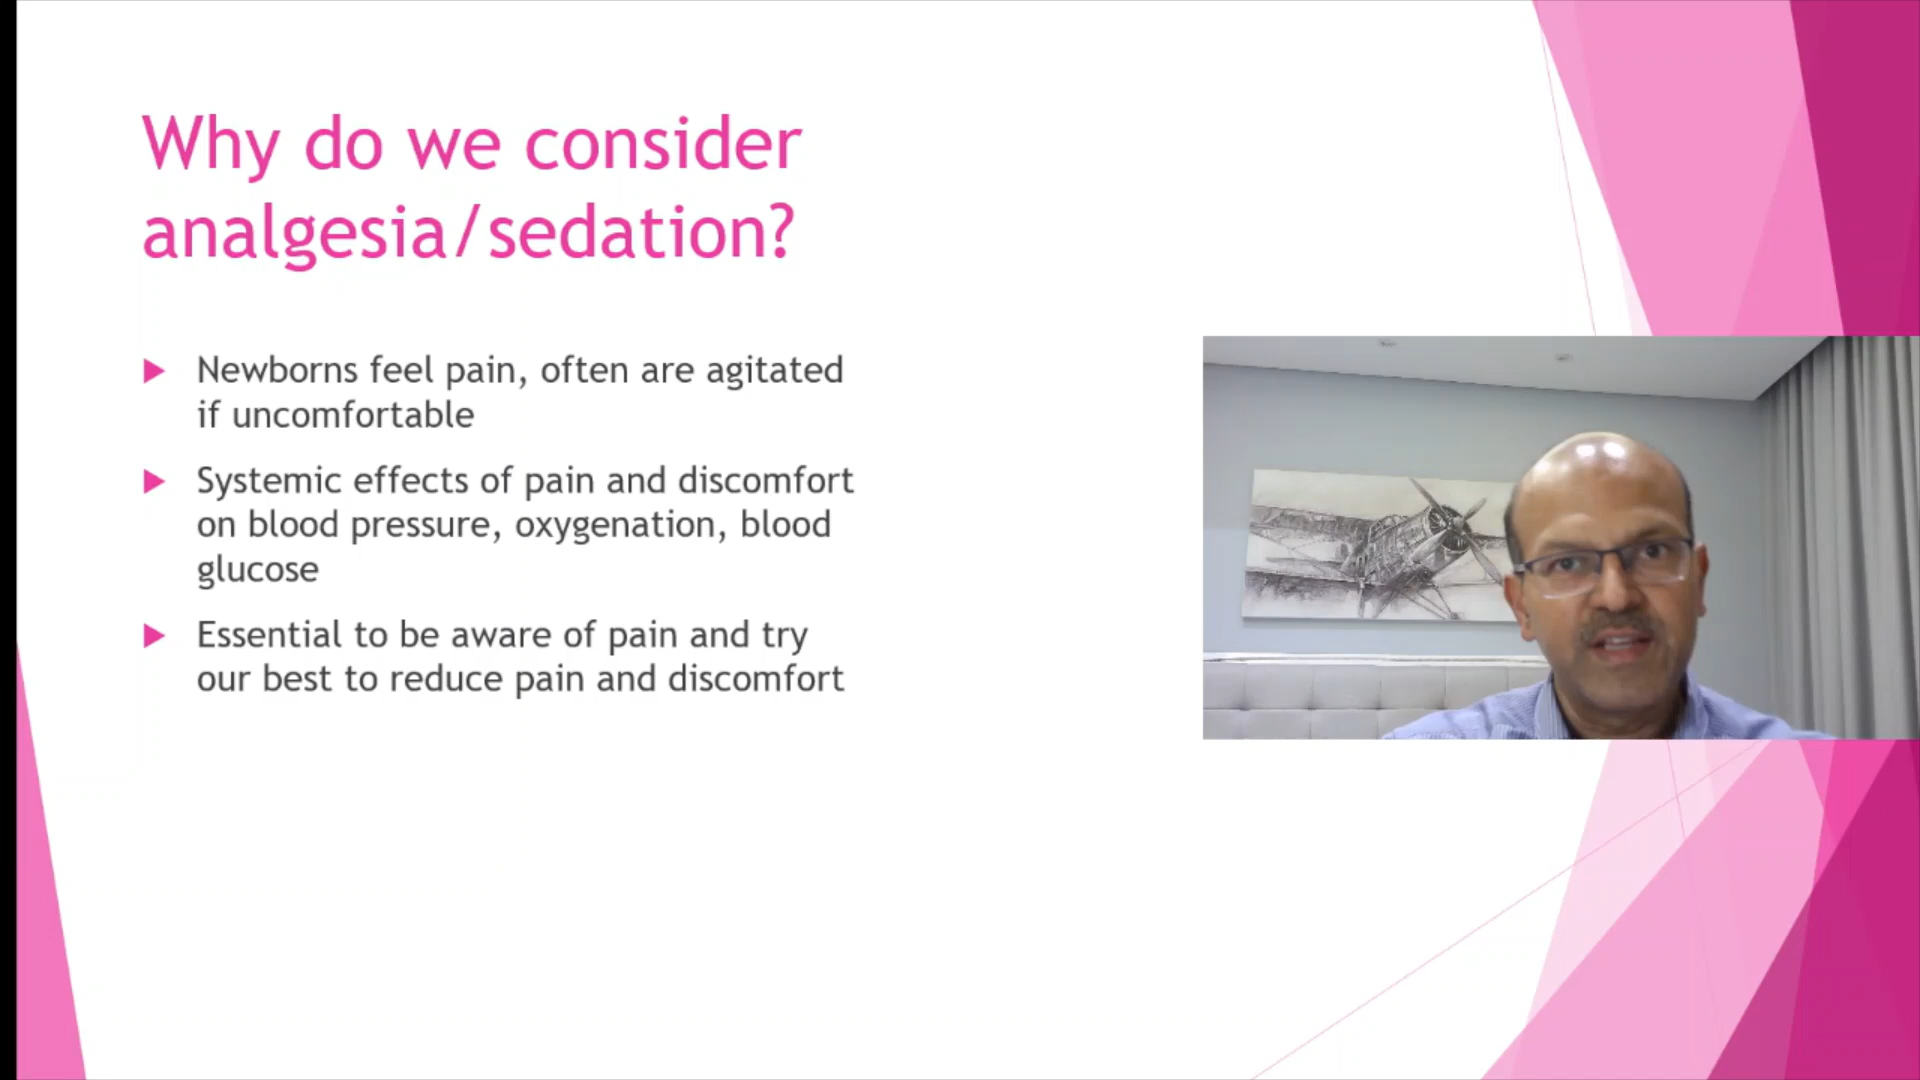 Why do we consider
analgesia/sedation?
Newborns feel pain, often are agitated
if uncomfortable
Systemic effects of pain and discomfort
on blood pressure, oxygenation, blood
glucose
Essential to be aware of pain and try
our best to reduce pain and discomfort